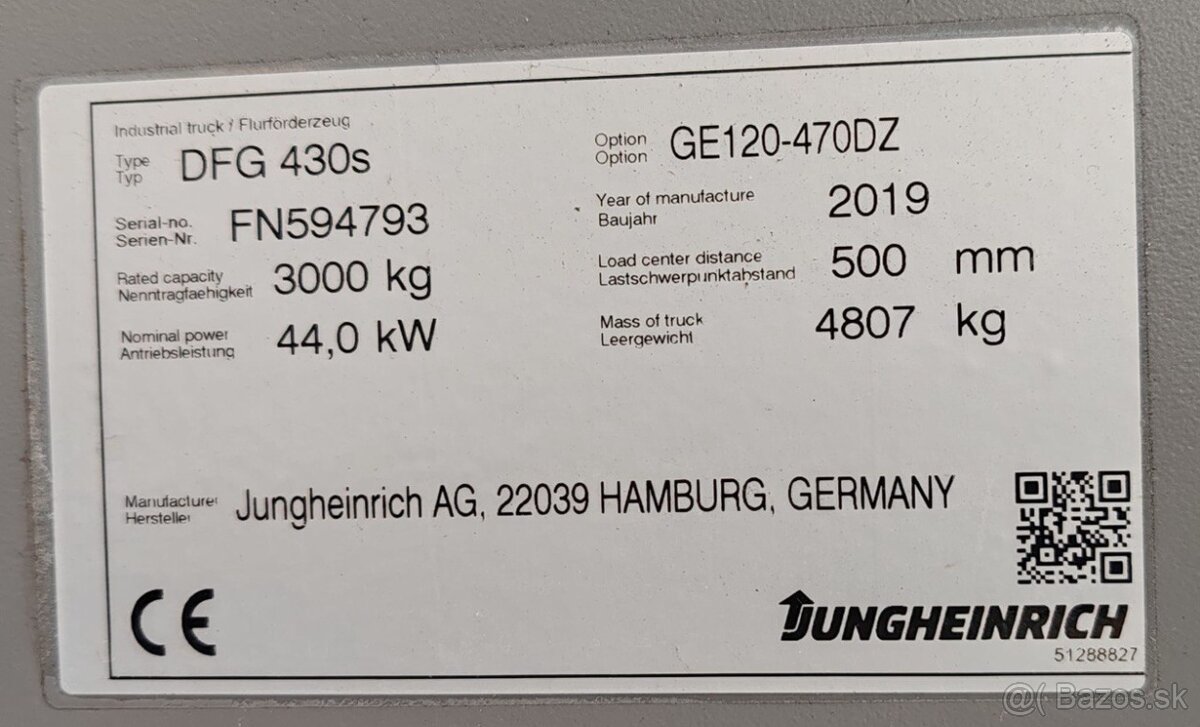 Industrial truck / Flurförderzeug
Type
Typ
DFG 430s
Option
Option
GE120-470DZ
Serial-no.
Serien-Nr.
FN594793
Year of manufacture
Baujahr
2019
Rated capacity
Nenntragfaehigkeit
3000 kg
Load center distance
Lastschwerpunktabstand
500 mm
Nominal power
Antriebsleistung
44,0 kW
Mass of truck
Leergewicht
4807 kg
Manufacturer
Hersteller
Jungheinrich AG, 22039 HAMBURG, GERMANY
CE
JUNGHEINRICH
51288827
@( Bazos.sk